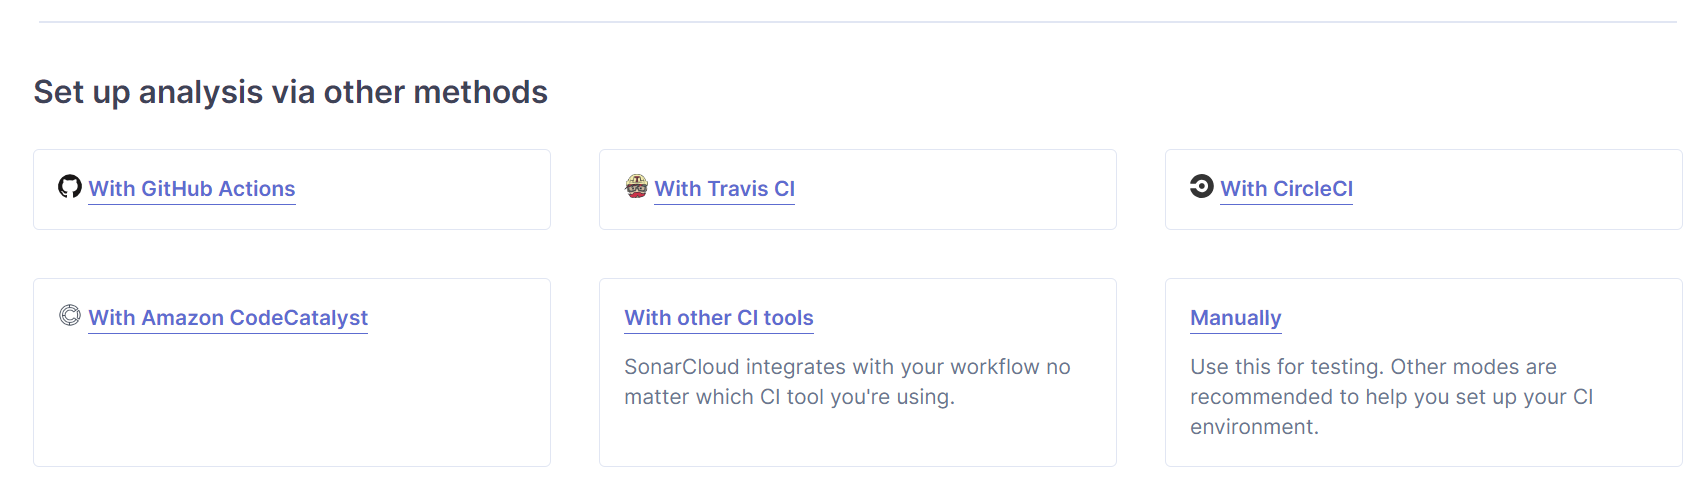 Set up analysis via other methods
With GitHub Actions
With Travis CI
With CircleCI
With Amazon CodeCatalyst
With other CI tools
SonarCloud integrates with your workflow no
matter which CI tool you're using.
Manually
Use this for testing. Other modes are
recommended to help you set up your CI
environment.